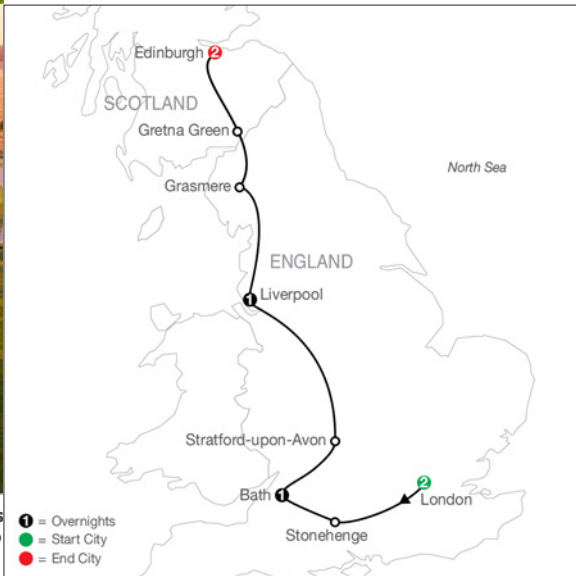 Edinburgh 2
SCOTLAND
Gretna Green
Grasmere
North Sea
ENGLAND
1 Liverpool
Stratford-upon-Avon
2
London
Bath 1
Stonehenge
1 = Overnights
= Start City
= End City